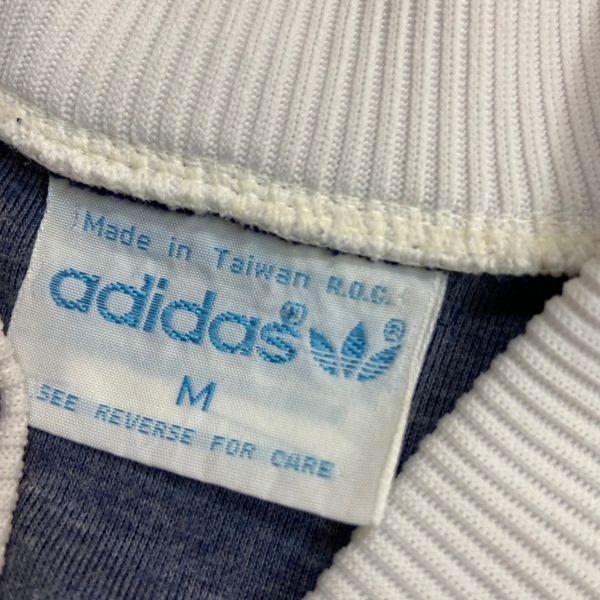 Made in Taiwan R.O.C.
adidas®
®
M
SEE REVERSE FOR CARE